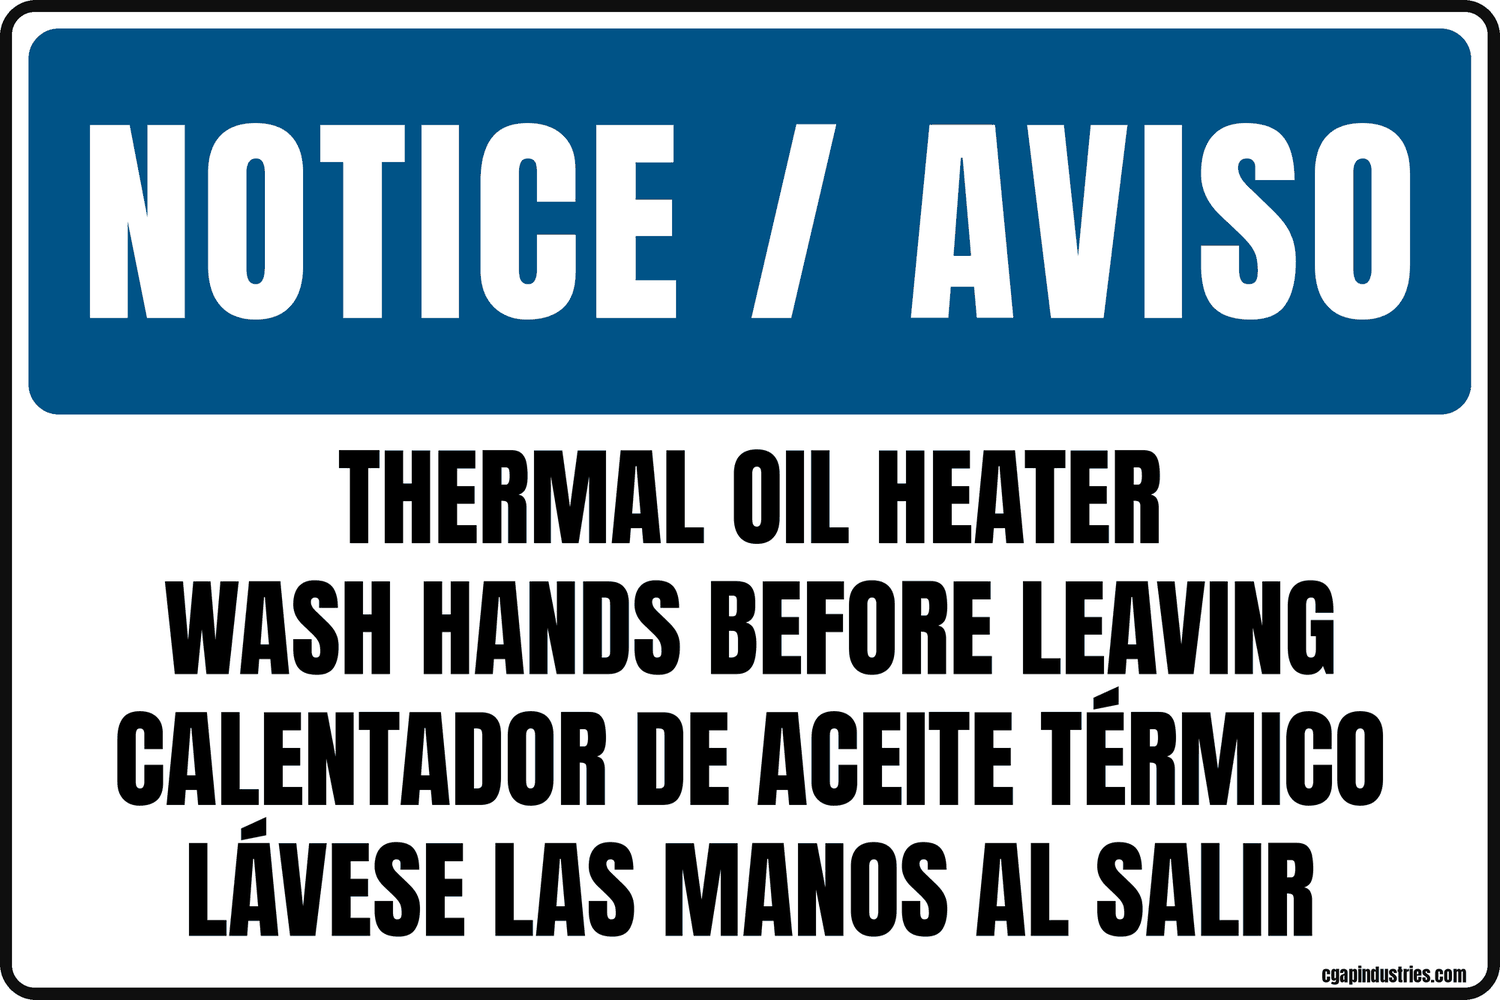 NOTICE / AVISO
THERMAL OIL HEATER
WASH HANDS BEFORE LEAVING
CALENTADOR DE ACEITE TÉRMICO
LÁVESE LAS MANOS AL SALIR
cgapindustries.com